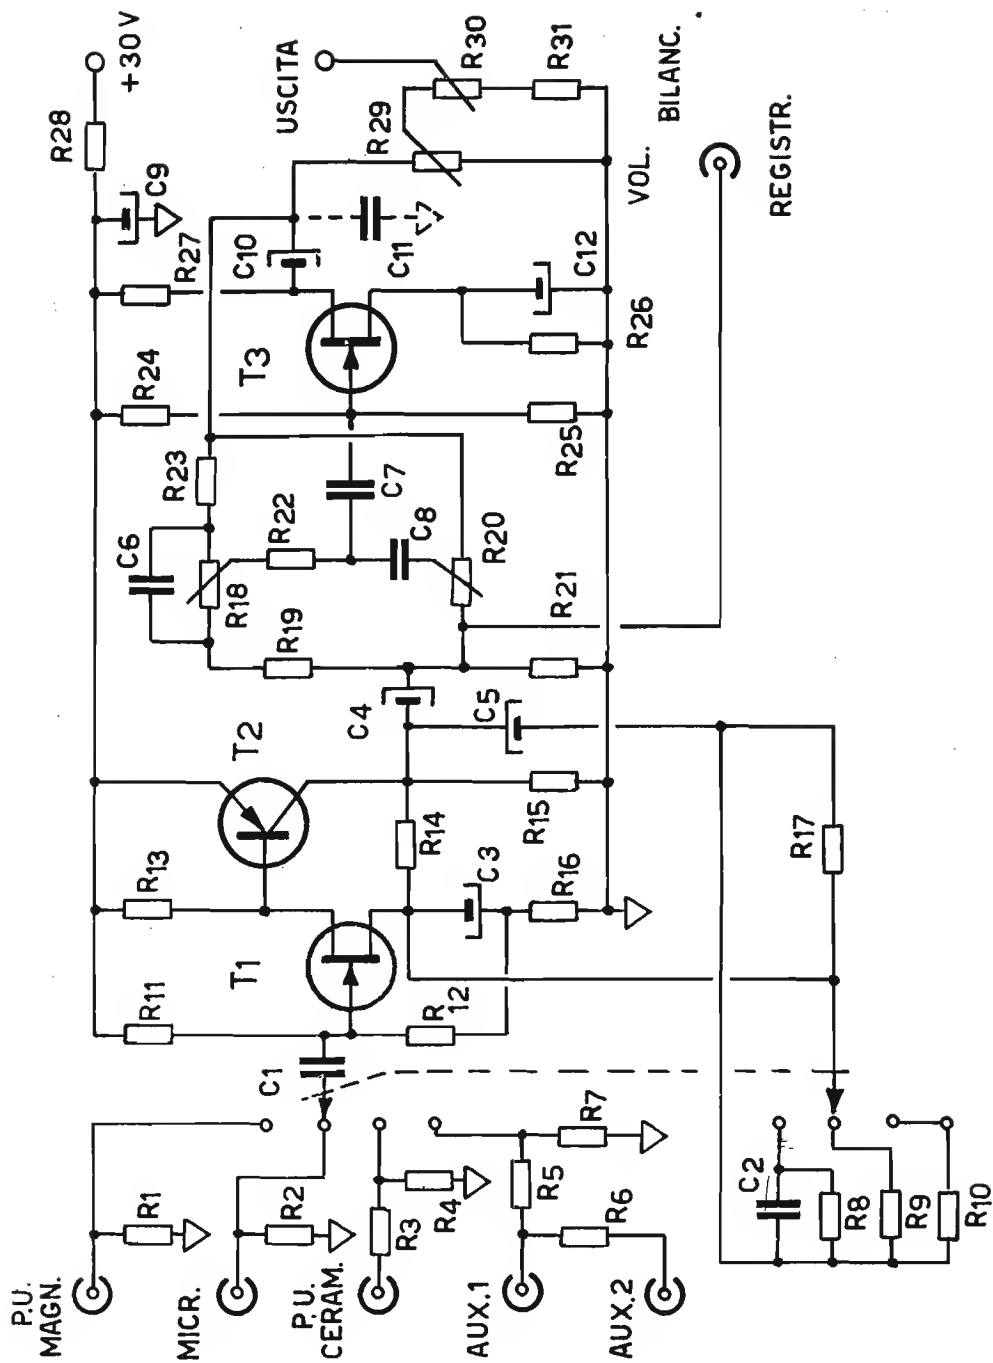 P.U.
MAGN.
MICR.
P.U.
CERAM.
AUX.1
AUX.2
R1
R2
R3
R4
R5
R6
R7
C1
C2
R8
R9
R10
R11
R12
T1
R13
T2
R14
C3
R15
R16
R17
C4
C5
R19
R18
C6
R23
R22
C7
C8
R20
R21
R24
T3
R25
R27
C10
C11
C12
R26
C9
R28
+30V
USCITA
R29
R30
R31
VOL.
BILANC.
REGISTR.